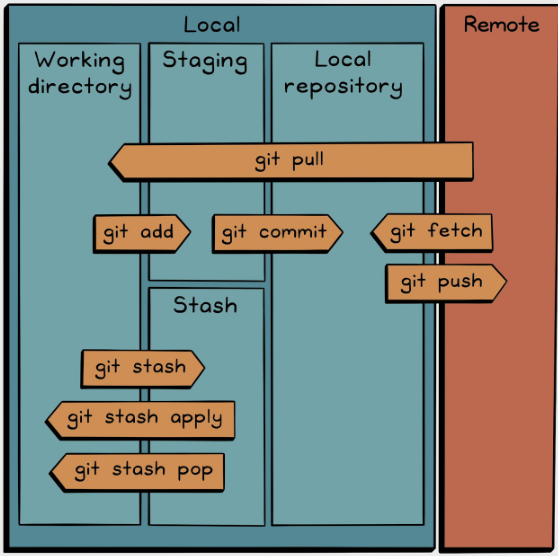 Local
Remote
Working
directory
Staging
Local
repository
git pull
git add
git commit
git fetch
git push
Stash
git stash
git stash apply
git stash pop